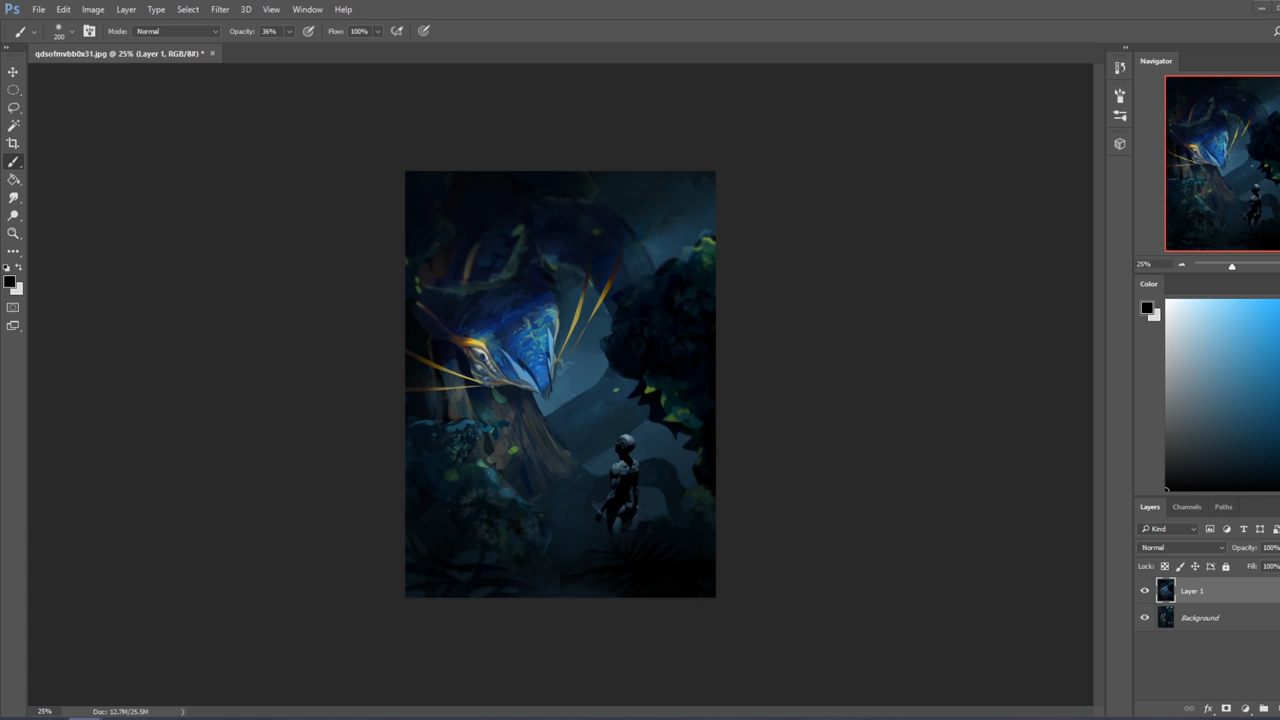 Ps File Edit Image Layer Type Select Filter 3D View Window Help
200 Mode: Normal Opacity: 36% Flow: 100%
qdsofmvbb0x31.jpg @ 25% (Layer 1, RGB/8#) * ×
Navigator
25%
Color
Layers Channels Paths
Kind
Normal Opacity: 100%
Lock: Fill: 100%
Layer 1
Background
fx
25% Doc: 12.7M/25.5M